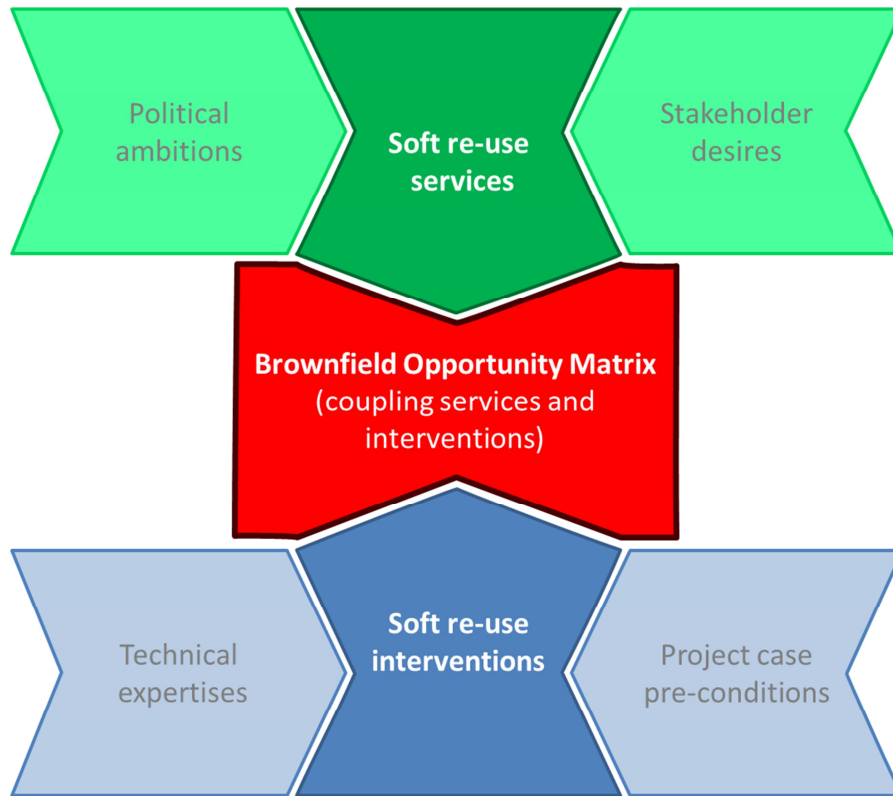 Political
ambitions
Soft re-use
services
Stakeholder
desires
Brownfield Opportunity Matrix
(coupling services and
interventions)
Technical
expertises
Soft re-use
interventions
Project case
pre-conditions